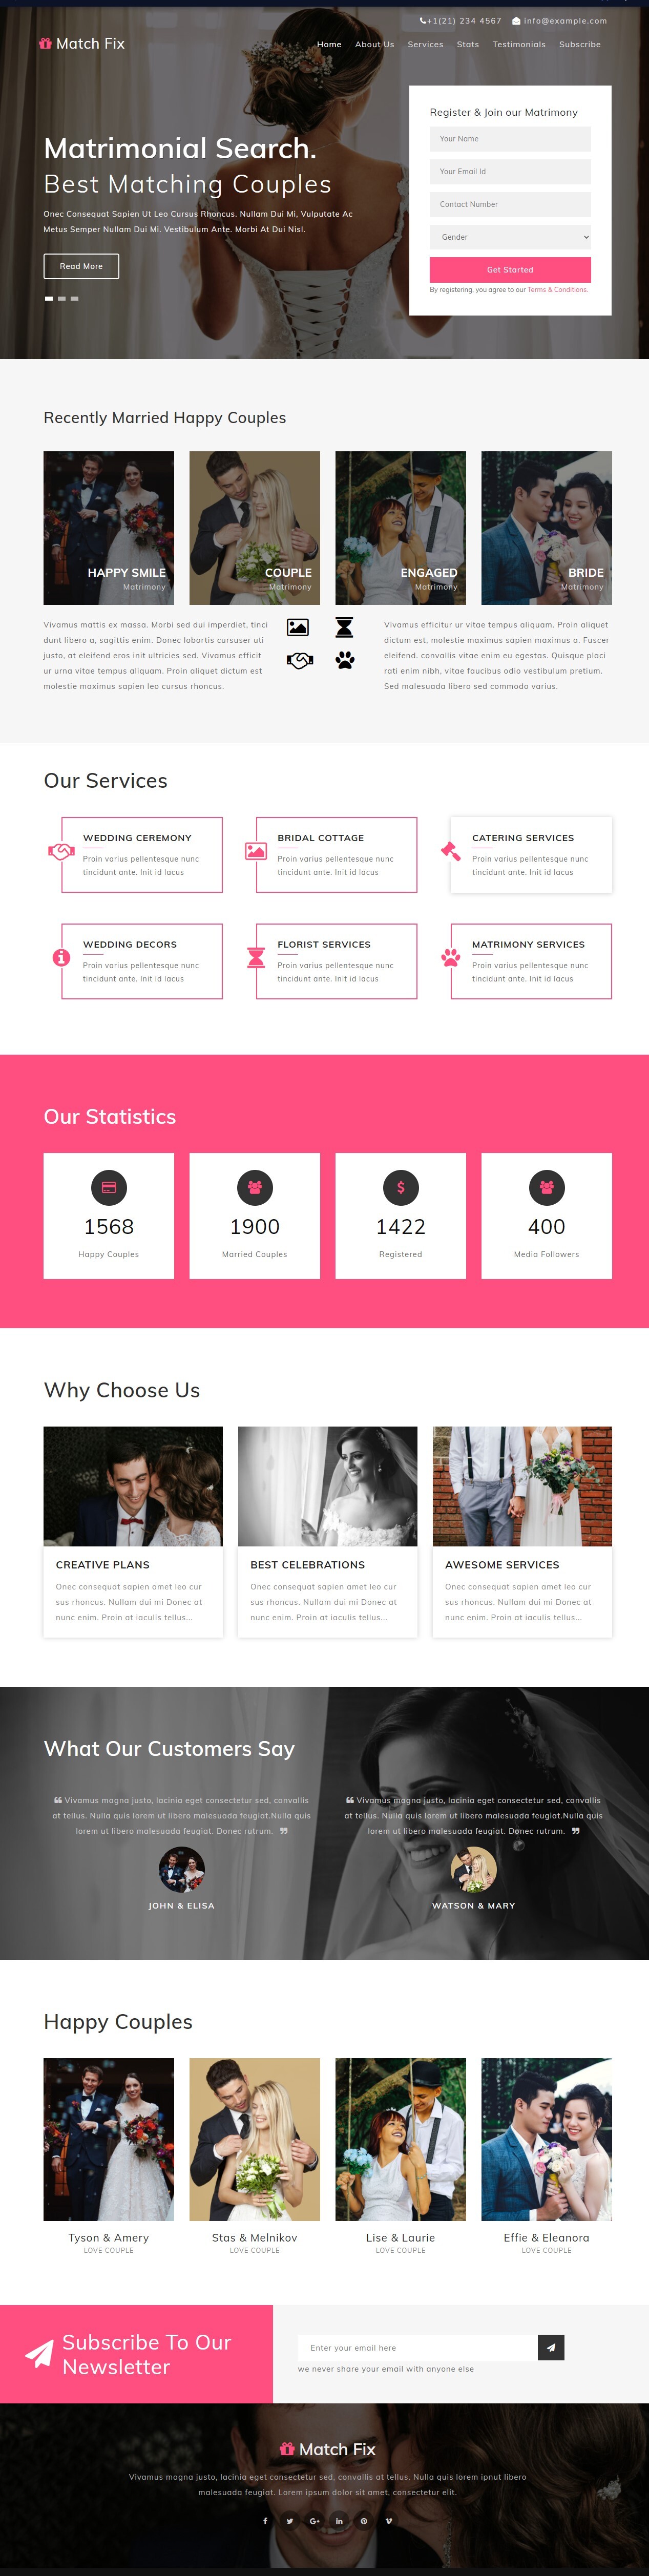 +1(21) 234 4567 info@example.com
Match Fix
Home About Us Services Stats Testimonials Subscribe
Matrimonial Search.
Best Matching Couples
Onec Consequat Sapien Ut Leo Cursus Rhoncus. Nullam Dui Mi, Vulputate Ac
Metus Semper Nullam Dui Mi. Vestibulum Ante. Morbi At Dui Nisl.
Read More
Register & Join our Matrimony
Your Name
Your Email Id
Contact Number
Gender
Get Started
By registering, you agree to our Terms & Conditions.
Recently Married Happy Couples
HAPPY SMILE
Matrimony
COUPLE
Matrimony
ENGAGED
Matrimony
BRIDE
Matrimony
Vivamus mattis ex massa. Morbi sed dui imperdiet, tinci
dunt libero a, sagittis enim. Donec lobortis cursuser uti
justo, at eleifend eros init ultricies sed. Vivamus efficit
ur urna vitae tempus aliquam. Proin aliquet dictum est
molestie maximus sapien leo cursus rhoncus.
Vivamus efficitur ur vitae tempus aliquam. Proin aliquet
dictum est, molestie maximus sapien maximus a. Fuscer
eleifend. convallis vitae enim eu egestas. Quisque placi
rati enim nibh, vitae faucibus odio vestibulum pretium.
Sed malesuada libero sed commodo varius.
Our Services
WEDDING CEREMONY
Proin varius pellentesque nunc
tincidunt ante. Init id lacus
BRIDAL COTTAGE
Proin varius pellentesque nunc
tincidunt ante. Init id lacus
CATERING SERVICES
Proin varius pellentesque nunc
tincidunt ante. Init id lacus
WEDDING DECORS
Proin varius pellentesque nunc
tincidunt ante. Init id lacus
FLORIST SERVICES
Proin varius pellentesque nunc
tincidunt ante. Init id lacus
MATRIMONY SERVICES
Proin varius pellentesque nunc
tincidunt ante. Init id lacus
Our Statistics
1568
Happy Couples
1900
Married Couples
1422
Registered
400
Media Followers
Why Choose Us
CREATIVE PLANS
Onec consequat sapien amet leo cur
sus rhoncus. Nullam dui mi Donec at
nunc enim. Proin at iaculis tellus...
BEST CELEBRATIONS
Onec consequat sapien amet leo cur
sus rhoncus. Nullam dui mi Donec at
nunc enim. Proin at iaculis tellus...
AWESOME SERVICES
Onec consequat sapien amet leo cur
sus rhoncus. Nullam dui mi Donec at
nunc enim. Proin at iaculis tellus...
What Our Customers Say
Vivamus magna justo, lacinia eget consectetur sed, convallis
at tellus. Nulla quis lorem ut libero malesuada feugiat.Nulla quis
lorem ut libero malesuada feugiat. Donec rutrum.
JOHN & ELISA
Vivamus magna justo, lacinia eget consectetur sed, convallis
at tellus. Nulla quis lorem ut libero malesuada feugiat.Nulla quis
lorem ut libero malesuada feugiat. Donec rutrum.
WATSON & MARY
Happy Couples
Tyson & Amery
LOVE COUPLE
Stas & Melnikov
LOVE COUPLE
Lise & Laurie
LOVE COUPLE
Effie & Eleanora
LOVE COUPLE
Subscribe To Our
Newsletter
Enter your email here
we never share your email with anyone else
Match Fix
Vivamus magna justo, lacinia eget consectetur sed, convallis at tellus. Nulla quis lorem ipnut libero
malesuada feugiat. Lorem ipsum dolor sit amet, consectetur elit.